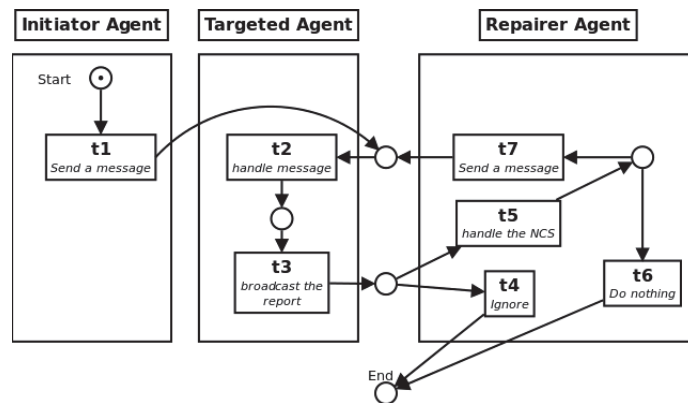 Initiator Agent
Targeted Agent
Repairer Agent
Start
t1
Send a message
t2
handle message
t7
Send a message
t5
handle the NCS
t3
broadcast the
report
t4
Ignore
t6
Do nothing
End